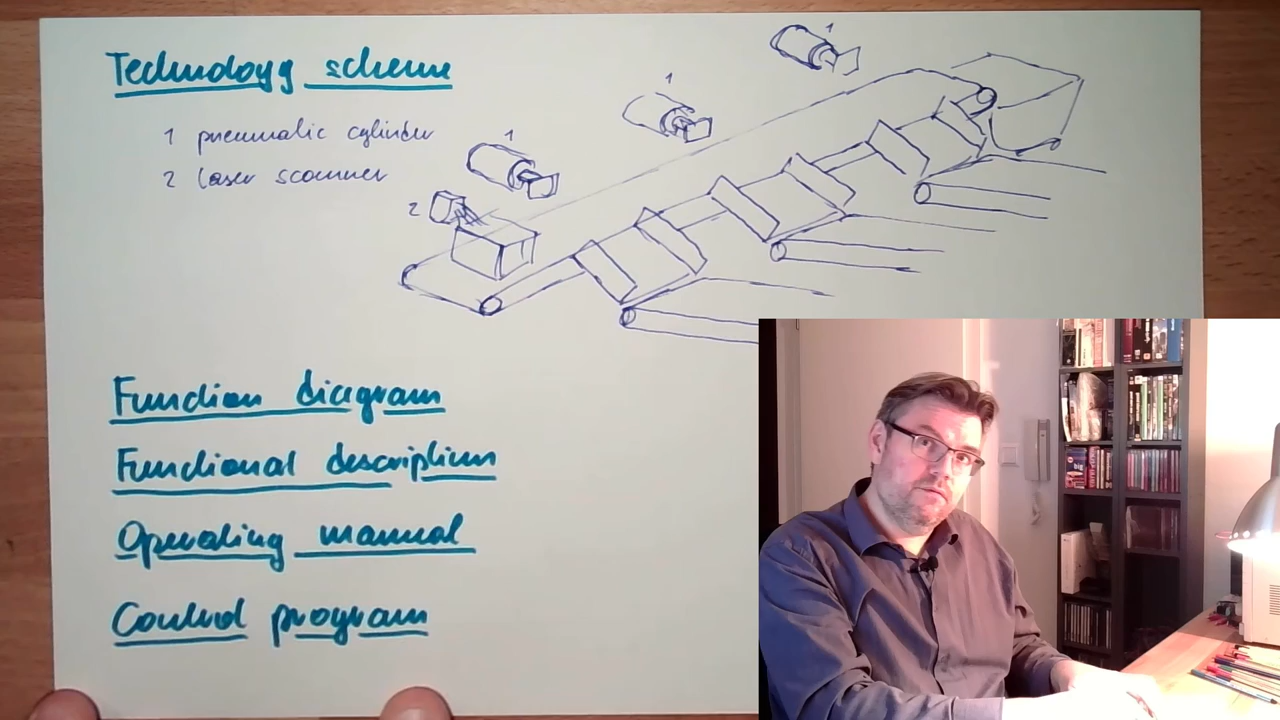 Technology scheme
1 pneumatic cylinder
2 laser scanner
1
1
1
2
Function diagram
Functional description
Operating manual
Control program